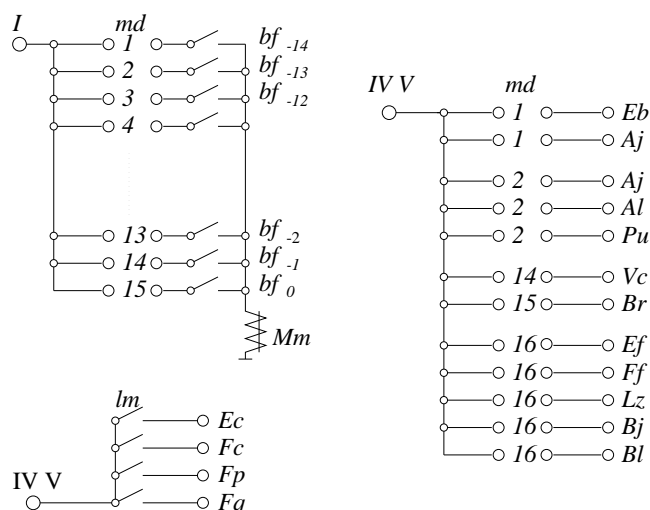 I md
1 bf -14
2 bf -13
3 bf -12
4
13 bf -2
14 bf -1
15 bf 0
Mm
lm
Ec
Fc
Fp
IV V Fa
IV V md
1 Eb
1 Aj
2 Aj
2 Al
2 Pu
14 Vc
15 Br
16 Ef
16 Ff
16 Lz
16 Bj
16 Bl